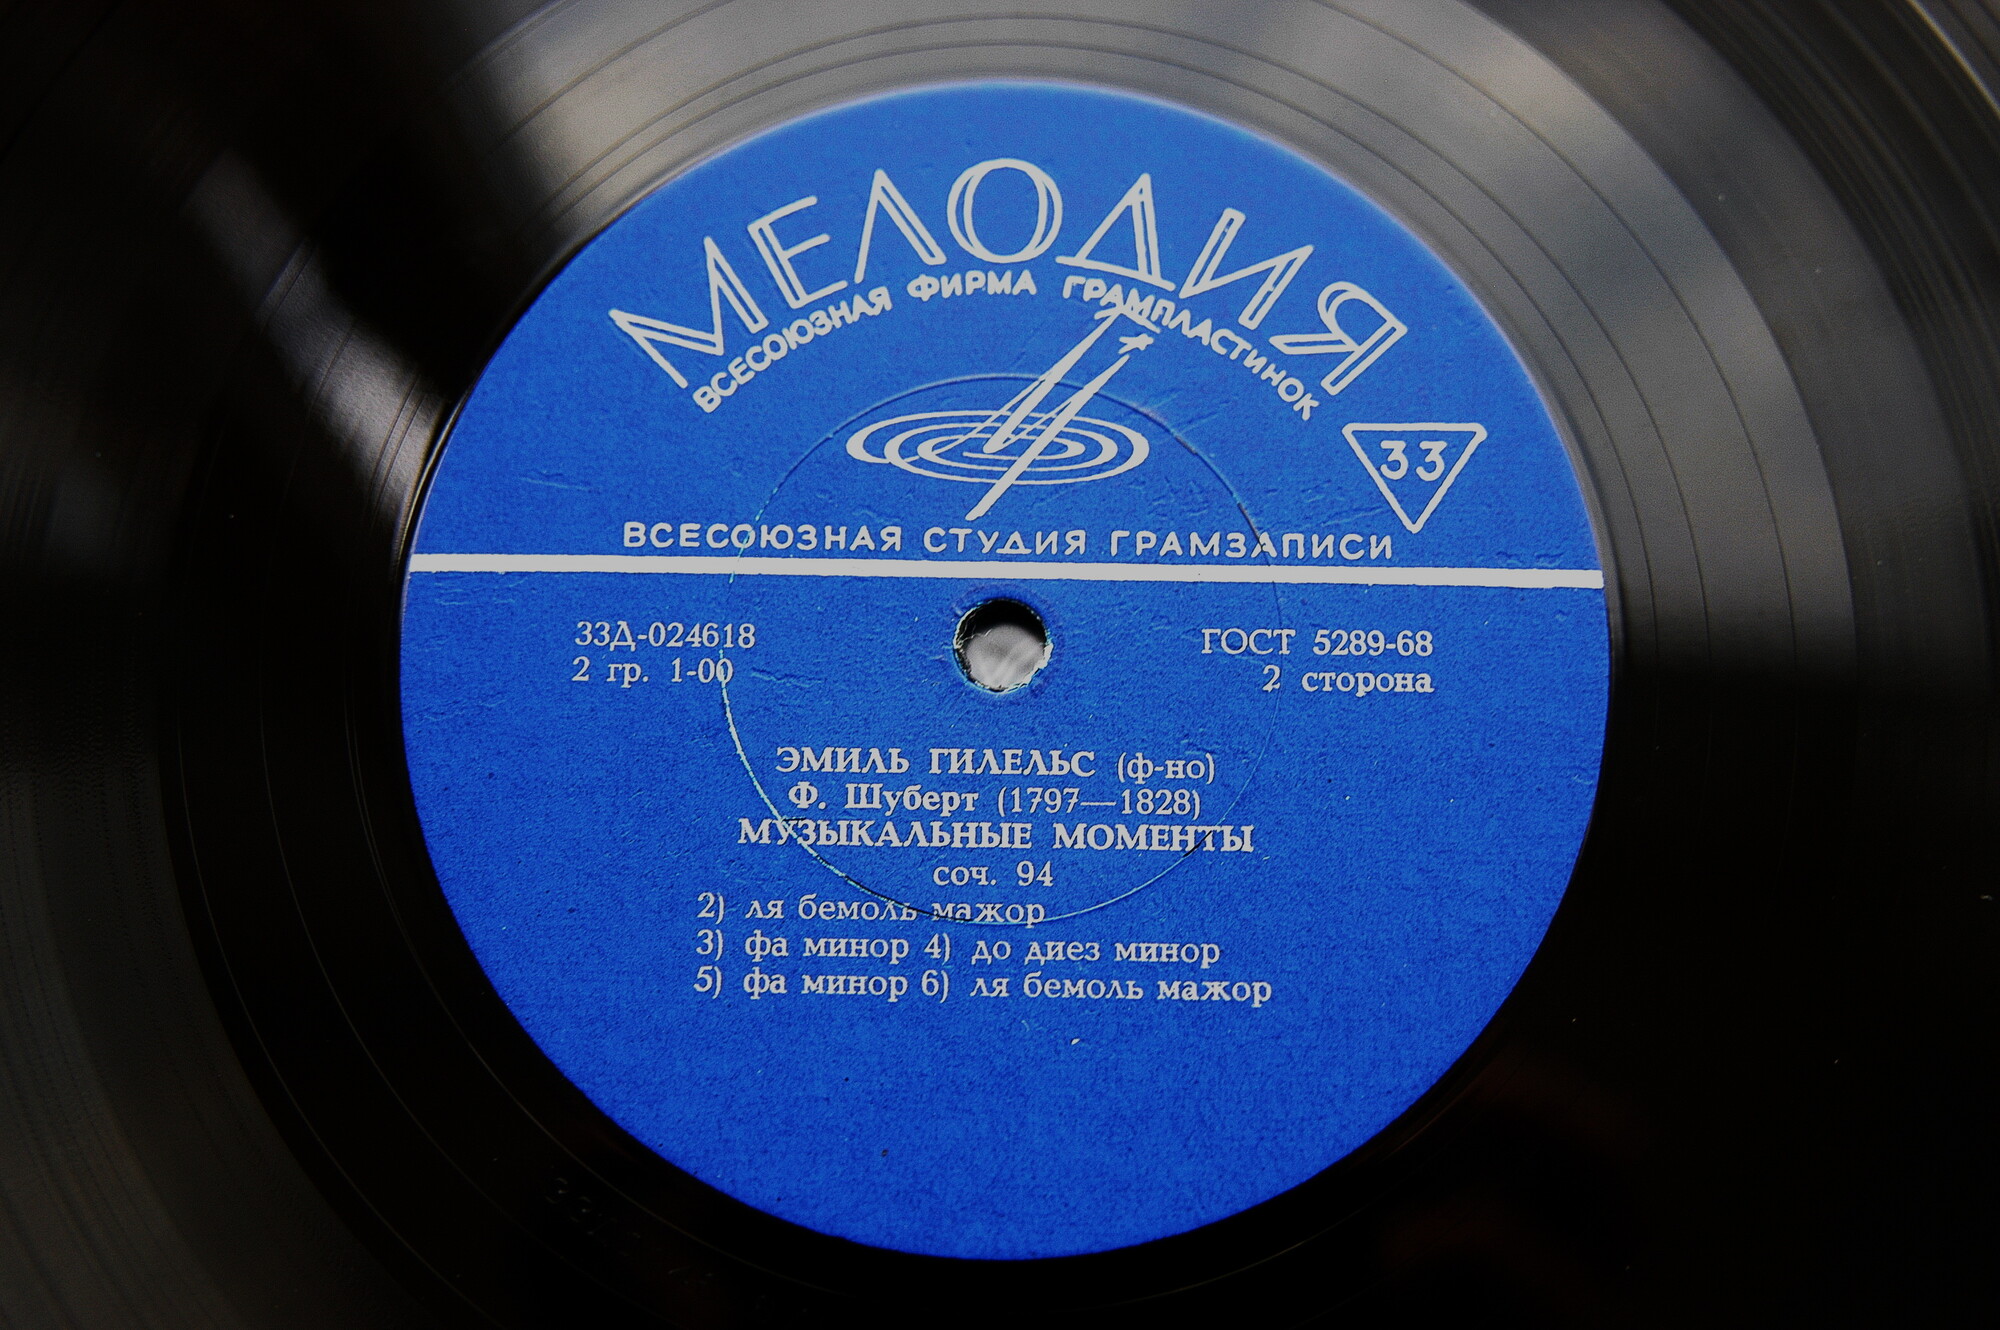 МЕЛОДИЯ
ВСЕСОЮЗНАЯ ФИРМА ГРАМПЛАСТИНОК
33
ВСЕСОЮЗНАЯ СТУДИЯ ГРАМЗАПИСИ
33Д-024618
2 гр. 1-00
ГОСТ 5289-68
2 сторона
ЭМИЛЬ ГИЛЕЛЬС (ф-но)
Ф. Шуберт (1797—1828)
МУЗЫКАЛЬНЫЕ МОМЕНТЫ
соч. 94
2) ля бемоль мажор
3) фа минор 4) до диез минор
5) фа минор 6) ля бемоль мажор